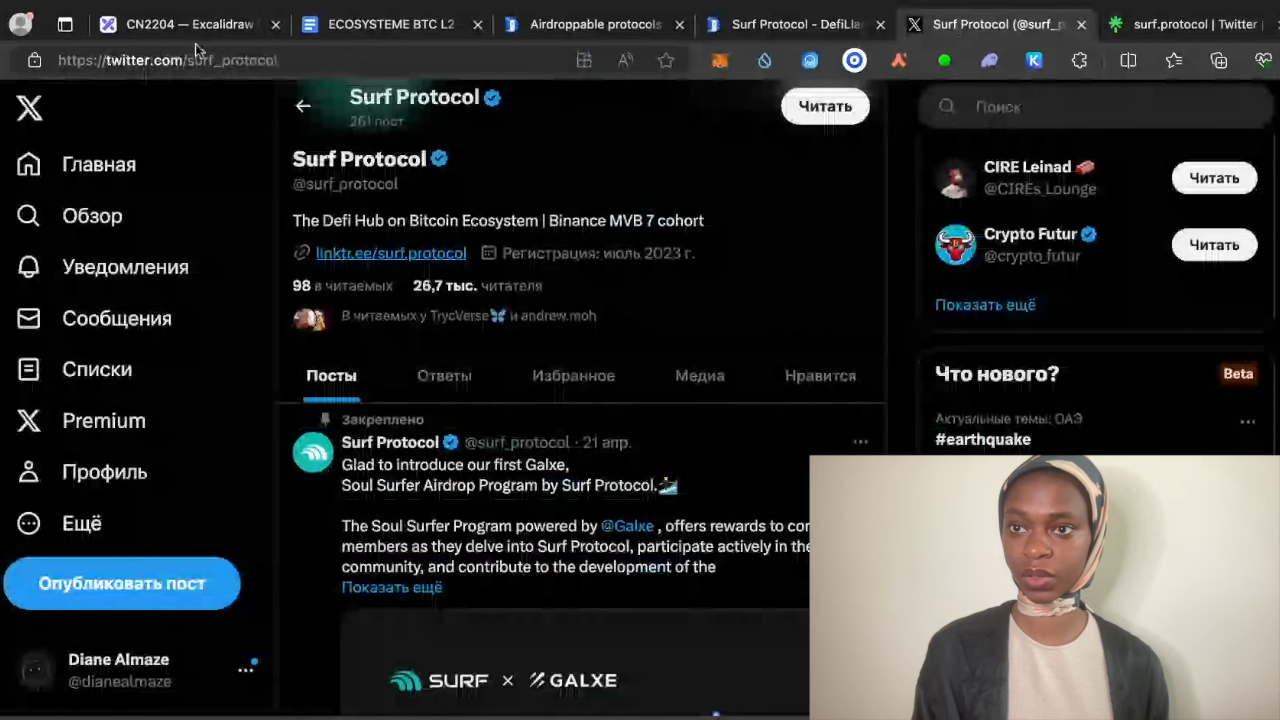 CN2204 — Excalidraw
ECOSYSTEME BTC L2
Airdroppable protocols
Surf Protocol - DefiLla
Surf Protocol (@surf_
surf.protocol | Twitter
https://twitter.com/surf_protocol
Surf Protocol
261 пост
Читать
Поиск
Surf Protocol
@surf_protocol
The Defi Hub on Bitcoin Ecosystem | Binance MVB 7 cohort
linktr.ee/surf.protocol
Регистрация: июль 2023 г.
98 в читаемых
26,7 тыс. читателя
В читаемых у TrycVerse🦋 и andrew.moh
Посты
Ответы
Избранное
Медиа
Нравится
Закреплено
Surf Protocol @surf_protocol · 21 апр.
Glad to introduce our first Galxe,
Soul Surfer Airdrop Program by Surf Protocol.🏄
The Soul Surfer Program powered by @Galxe , offers rewards to
members as they delve into Surf Protocol, participate actively in the
community, and contribute to the development of the
Показать ещё
SURF × GALXE
Главная
Обзор
Уведомления
Сообщения
Списки
Premium
Профиль
Ещё
Опубликовать пост
Diane Almaze
@dianealmaze
CIRE Leinad
@CIREs_Lounge
Читать
Crypto Futur
@crypto_futur
Читать
Показать ещё
Что нового?
Beta
Актуальные темы: ОАЭ
#earthquake